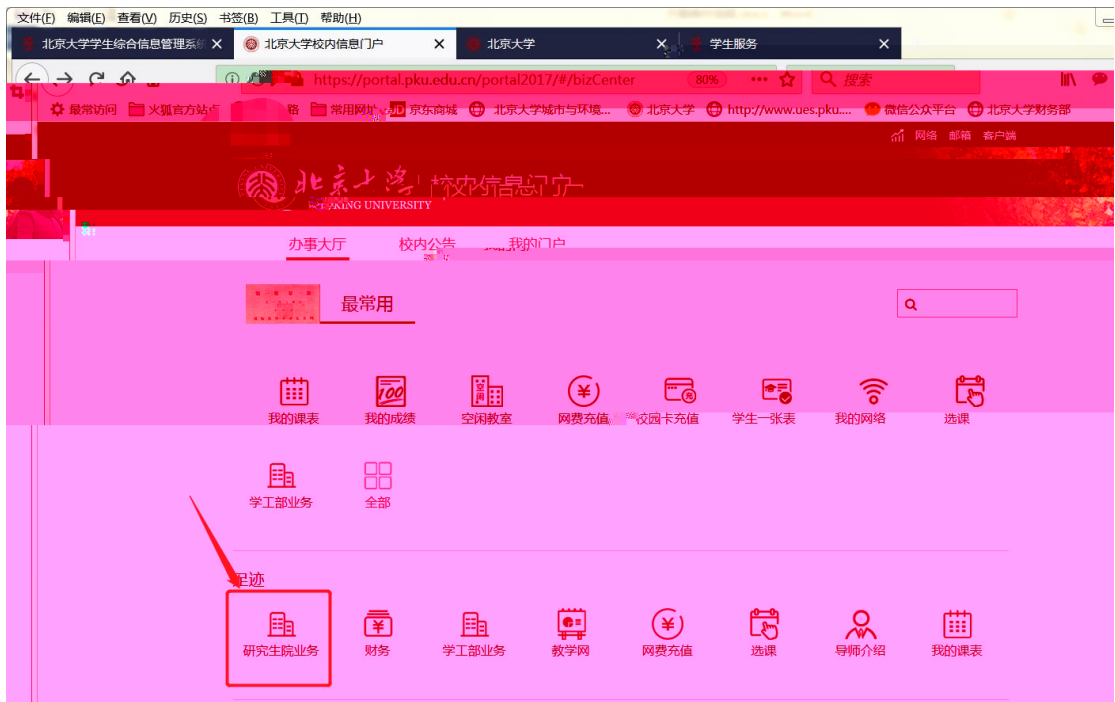 文件(F) 编辑(E) 查看(V) 历史(S) 书签(B) 工具(T) 帮助(H)
北京大学学生综合信息管理系统 北京大学校内信息门户 北京大学 学生服务
https://portal.pku.edu.cn/portal2017/#/bizCenter 80% 搜索
最常访问 火狐官方站点 常用网址 JD 京东商城 北京大学城市与环境... 北京大学 http://www.ues.pku.... 微信公众平台 北京大学财务部
网络 邮箱 客户端
北京大学 校内信息门户
PEKING UNIVERSITY
办事大厅 校内公告 我的门户
最常用
我的课表 我的成绩 空闲教室 网费充值 校园卡充值 学生一张表 我的网络 选课
学工部业务 全部
足迹
研究生院业务 财务 学工部业务 教学网 网费充值 选课 导师介绍 我的课表